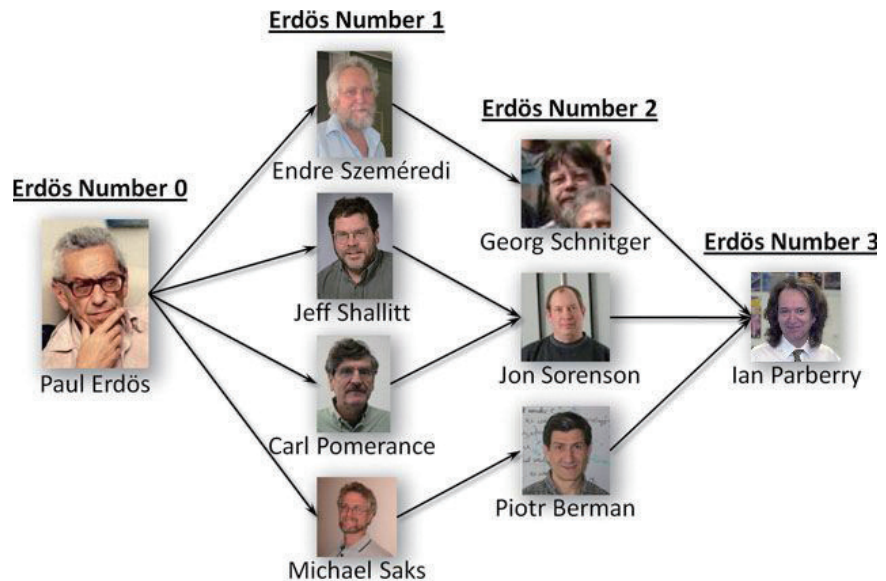 Erdös Number 0
Paul Erdös
Erdös Number 1
Endre Szeméredi
Jeff Shallitt
Carl Pomerance
Michael Saks
Erdös Number 2
Georg Schnitger
Jon Sorenson
Piotr Berman
Erdös Number 3
Ian Parberry